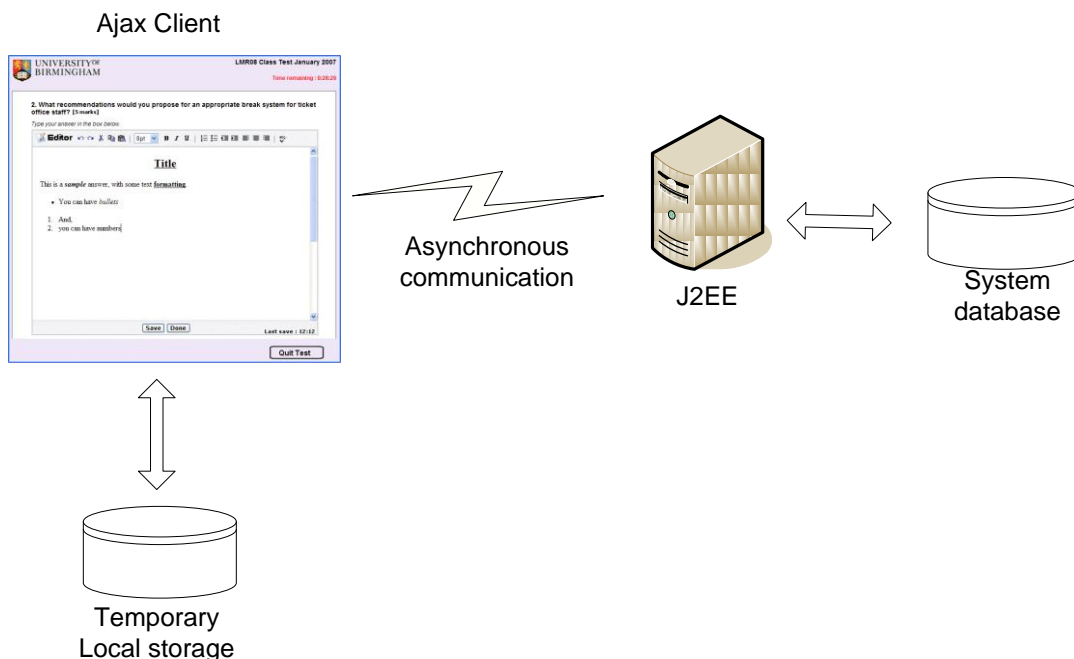 Ajax Client
UNIVERSITY OF
BIRMINGHAM
LMR08 Class Test January 2007
Time remaining : 0:28:29
2. What recommendations would you propose for an appropriate break system for ticket
office staff? [3 marks]
Type your answer in the box below.
Editor
Title
This is a sample answer, with some text formatting.
• You can have bullets
1. And,
2. you can have numbers
Save Done
Last save : 12:12
Quit Test
Asynchronous
communication
J2EE
System
database
Temporary
Local storage